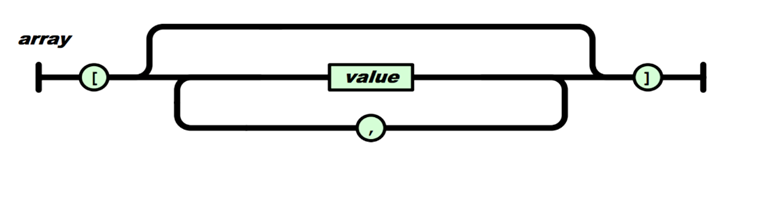 array
[ value ]
,